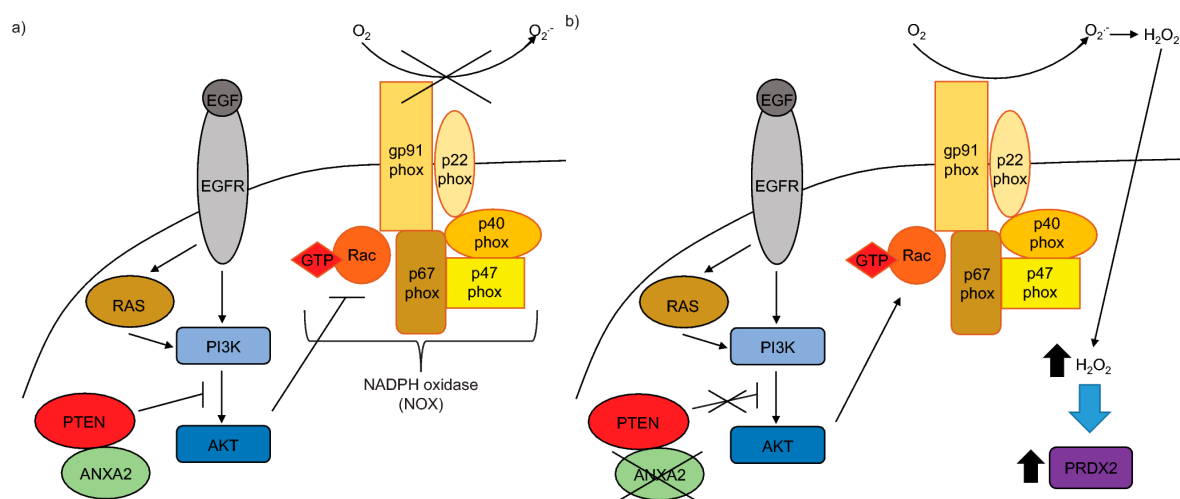 a)
O₂
O₂·-
EGF
gp91
phox
p22
phox
EGFR
p40
phox
GTP
Rac
p67
phox
p47
phox
RAS
PI3K
NADPH oxidase
(NOX)
PTEN
AKT
ANXA2
b)
O₂
O₂·-
H₂O₂
EGF
gp91
phox
p22
phox
EGFR
p40
phox
GTP
Rac
p67
phox
p47
phox
RAS
PI3K
H₂O₂
PTEN
AKT
ANXA2
PRDX2